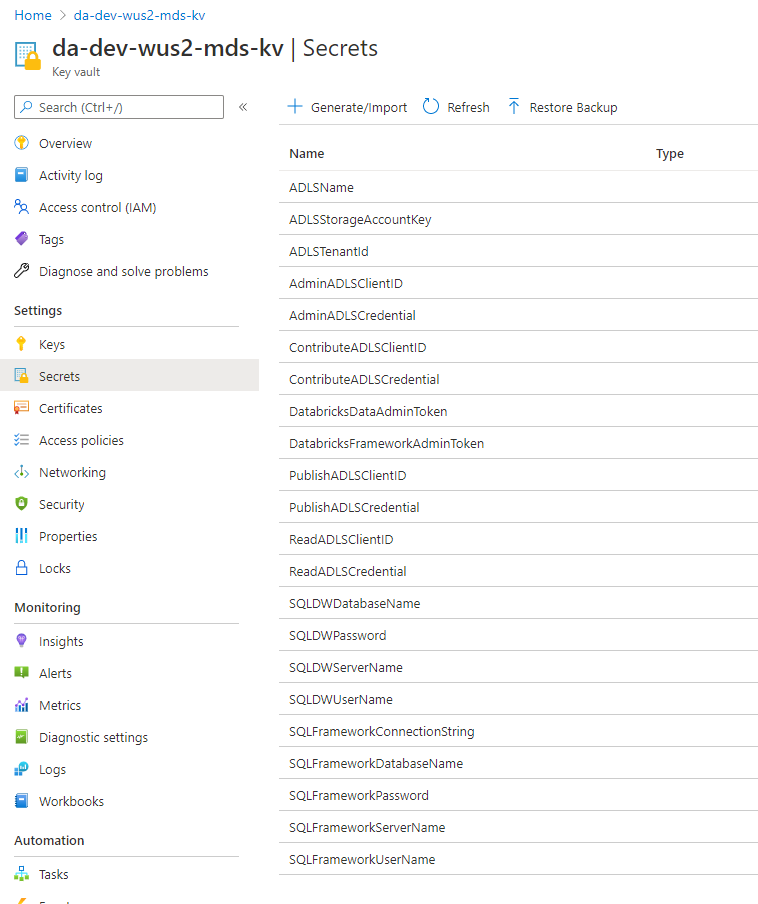 Home > da-dev-wus2-mds-kv
da-dev-wus2-mds-kv | Secrets
Key vault
Search (Ctrl+/)
«
Overview
Activity log
Access control (IAM)
Tags
Diagnose and solve problems
Settings
Keys
Secrets
Certificates
Access policies
Networking
Security
Properties
Locks
Monitoring
Insights
Alerts
Metrics
Diagnostic settings
Logs
Workbooks
Automation
Tasks
Generate/Import Refresh Restore Backup
Name Type
ADLSName
ADLSStorageAccountKey
ADLSTenantId
AdminADLSClientID
AdminADLSCredential
ContributeADLSClientID
ContributeADLSCredential
DatabricksDataAdminToken
DatabricksFrameworkAdminToken
PublishADLSClientID
PublishADLSCredential
ReadADLSClientID
ReadADLSCredential
SQLDWDatabaseName
SQLDWPassword
SQLDWServerName
SQLDWUserName
SQLFrameworkConnectionString
SQLFrameworkDatabaseName
SQLFrameworkPassword
SQLFrameworkServerName
SQLFrameworkUserName